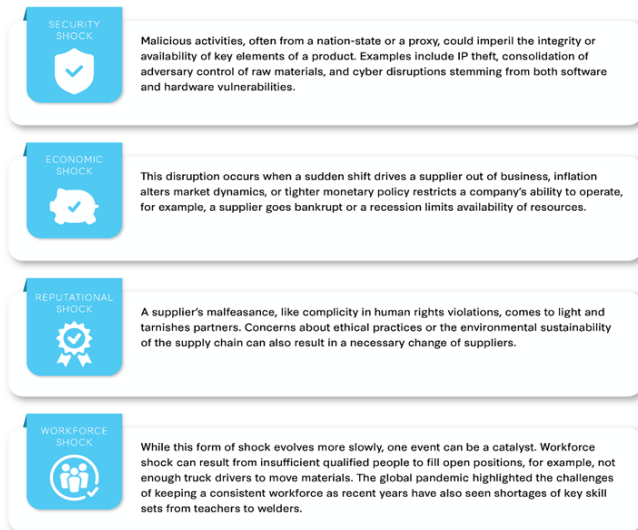 SECURITY
SHOCK
Malicious activities, often from a nation-state or a proxy, could imperil the integrity or
availability of key elements of a product. Examples include IP theft, consolidation of
adversary control of raw materials, and cyber disruptions stemming from both software
and hardware vulnerabilities.
ECONOMIC
SHOCK
This disruption occurs when a sudden shift drives a supplier out of business, inflation
alters market dynamics, or tighter monetary policy restricts a company's ability to operate,
for example, a supplier goes bankrupt or a recession limits availability of resources.
REPUTATIONAL
SHOCK
A supplier's malfeasance, like complicity in human rights violations, comes to light and
tarnishes partners. Concerns about ethical practices or the environmental sustainability
of the supply chain can also result in a necessary change of suppliers.
WORKFORCE
SHOCK
While this form of shock evolves more slowly, one event can be a catalyst. Workforce
shock can result from insufficient qualified people to fill open positions, for example, not
enough truck drivers to move materials. The global pandemic highlighted the challenges
of keeping a consistent workforce as recent years have also seen shortages of key skill
sets from teachers to welders.